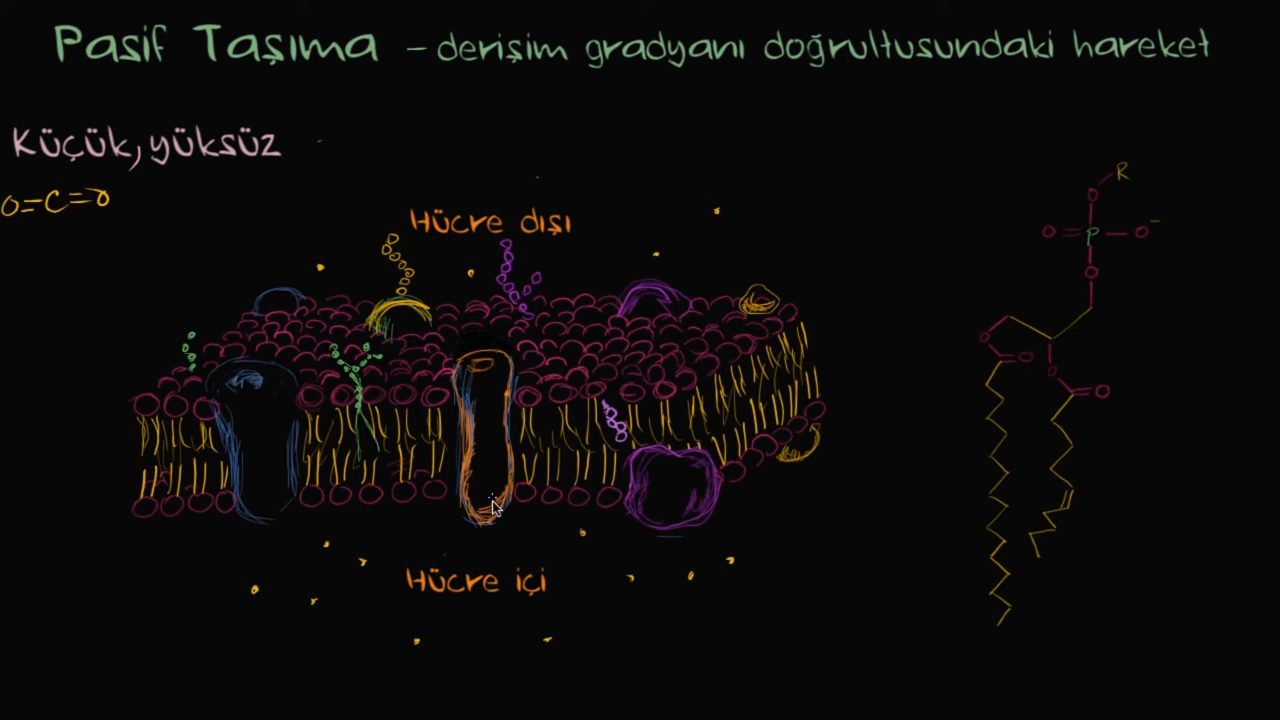 Pasif Taşıma – derişim gradyanı doğrultusundaki hareket
Küçük, yüksüz
O=C=O
Hücre dışı
Hücre içi
R
O
O=P–O⁻
O
O
O
O
O